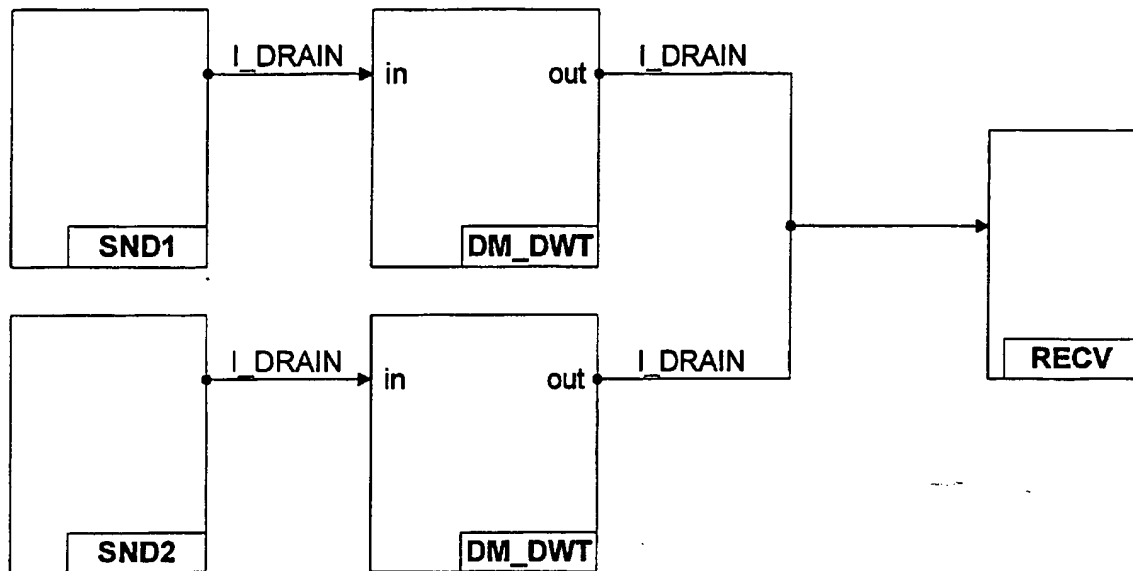 I_DRAIN
in
out
I_DRAIN
SND1
DM_DWT
I_DRAIN
in
out
I_DRAIN
RECV
SND2
DM_DWT